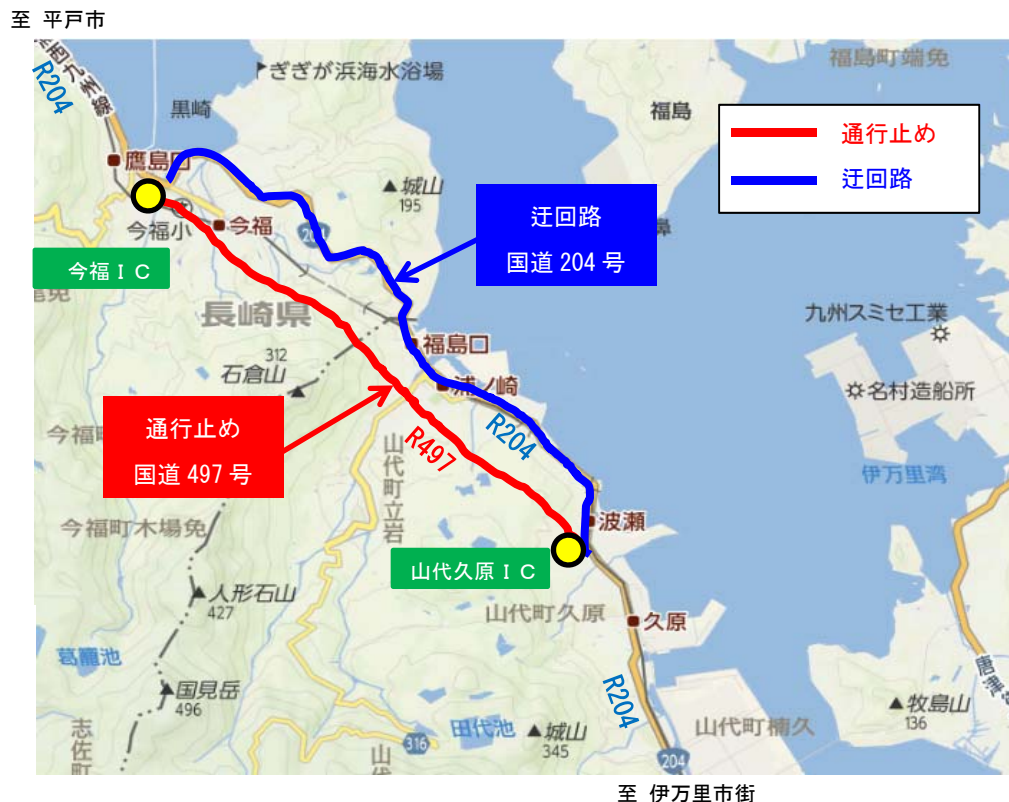 至 平戸市
R204
ぎぎが浜海水浴場
黒崎
福島町端免
福島
通行止め
迂回路
鷹島口
城山
195
今福小
今福
迂回路
国道 204 号
鼻
今福ＩＣ
長崎県
九州スミセ工業
312
石倉山
福島口
浦ノ崎
名村造船所
通行止め
国道 497 号
R497
R204
山代町立岩
伊万里湾
今福町木場免
波瀬
山代久原ＩＣ
人形石山
427
山代町久原
久原
葛籠池
国見岳
496
R204
牧島山
136
志佐町
316
田代池
城山
345
山代町楠久
204
唐津
至 伊万里市街